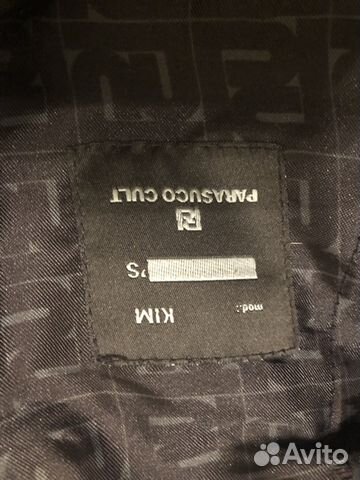 PARASUCO CULT
'S
mod.: KIM
Avito